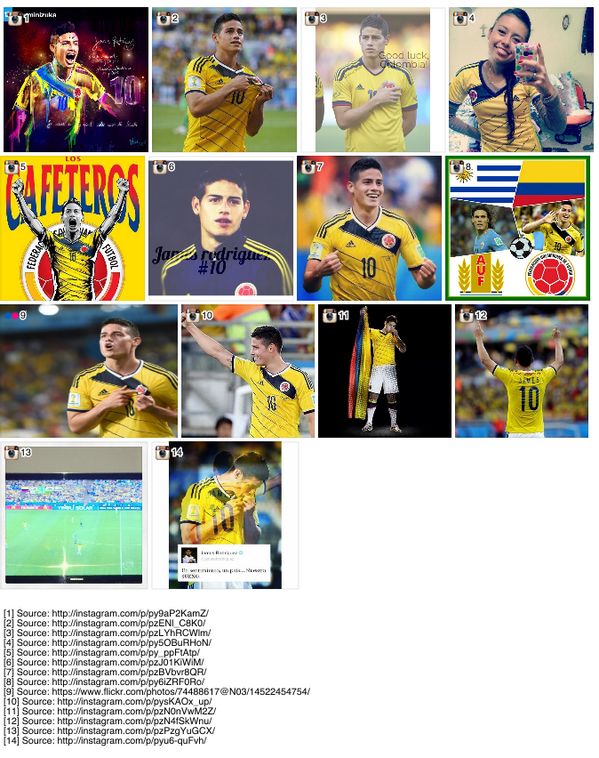 1 minizuka
2
3
4
James Rodríguez
10
10
Good luck,
Colombia!
LOS
CAFETEROS
FEDERACION COLOMBIANA FUTBOL
5
6
7
8
James rodriguez
#10
10
AUF
9
10
11
12
10
JAMES
10
13
14
10
James Rodríguez
[1] Source: http://instagram.com/p/py9aP2KamZ/
[2] Source: http://instagram.com/p/pzENI_C8K0/
[3] Source: http://instagram.com/p/pzLYhRCWlm/
[4] Source: http://instagram.com/p/py5OBuRHoN/
[5] Source: http://instagram.com/p/py_ppFtAtp/
[6] Source: http://instagram.com/p/pzJ01KiWiM/
[7] Source: http://instagram.com/p/pzBVbvr8QR/
[8] Source: http://instagram.com/p/py6iZRF0Ro/
[9] Source: https://www.flickr.com/photos/74488617@N03/14522454754/
[10] Source: http://instagram.com/p/pysKAOx_up/
[11] Source: http://instagram.com/p/pzN0nVwM2Z/
[12] Source: http://instagram.com/p/pzN4fSkWnu/
[13] Source: http://instagram.com/p/pzPzgYuGCX/
[14] Source: http://instagram.com/p/pyu6-quFvh/